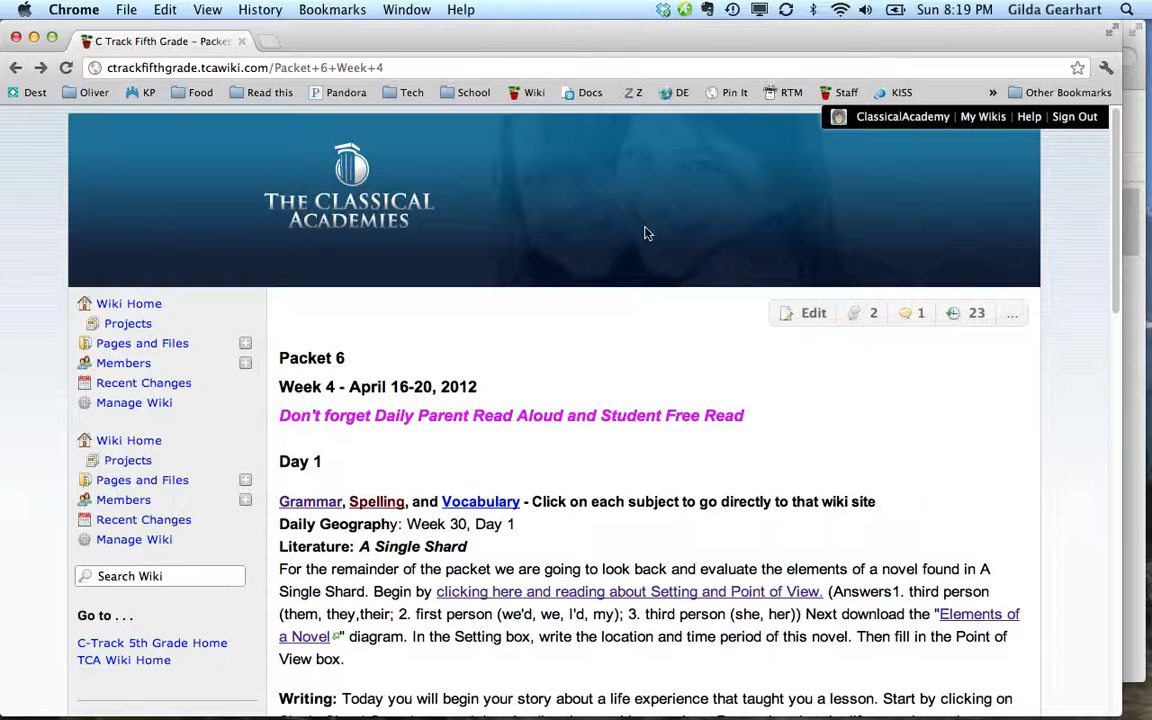 Chrome File Edit View History Bookmarks Window Help Sun 8:19 PM Gilda Gearhart
C Track Fifth Grade - Packet
ctrackfifthgrade.tcawiki.com/Packet+6+Week+4
Dest Oliver KP Food Read this Pandora Tech School Wiki Docs Z DE Pin It RTM Staff KISS » Other Bookmarks
ClassicalAcademy My Wikis Help Sign Out
THE CLASSICAL
ACADEMIES
Wiki Home
Projects
Pages and Files
Members
Recent Changes
Manage Wiki
Wiki Home
Projects
Pages and Files
Members
Recent Changes
Manage Wiki
Search Wiki
Go to . . .
C-Track 5th Grade Home
TCA Wiki Home
Edit 2 1 23 ...
Packet 6
Week 4 - April 16-20, 2012
Don't forget Daily Parent Read Aloud and Student Free Read
Day 1
Grammar, Spelling, and Vocabulary - Click on each subject to go directly to that wiki site
Daily Geography: Week 30, Day 1
Literature: A Single Shard
For the remainder of the packet we are going to look back and evaluate the elements of a novel found in A
Single Shard. Begin by clicking here and reading about Setting and Point of View. (Answers1. third person
(them, they,their; 2. first person (we'd, we, I'd, my); 3. third person (she, her)) Next download the "Elements of
a Novel" diagram. In the Setting box, write the location and time period of this novel. Then fill in the Point of
View box.
Writing: Today you will begin your story about a life experience that taught you a lesson. Start by clicking on